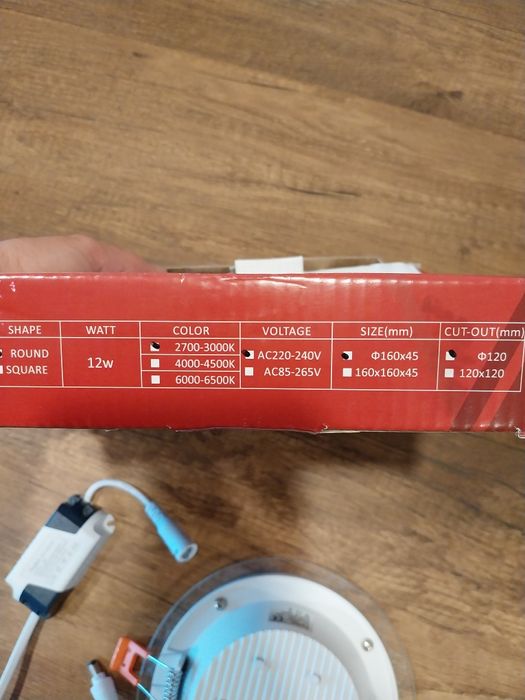 SHAPE WATT COLOR VOLTAGE SIZE(mm) CUT-OUT(mm)
ROUND 12w 2700-3000K AC220-240V Φ160x45 Φ120
SQUARE 4000-4500K AC85-265V 160x160x45 120x120
6000-6500K